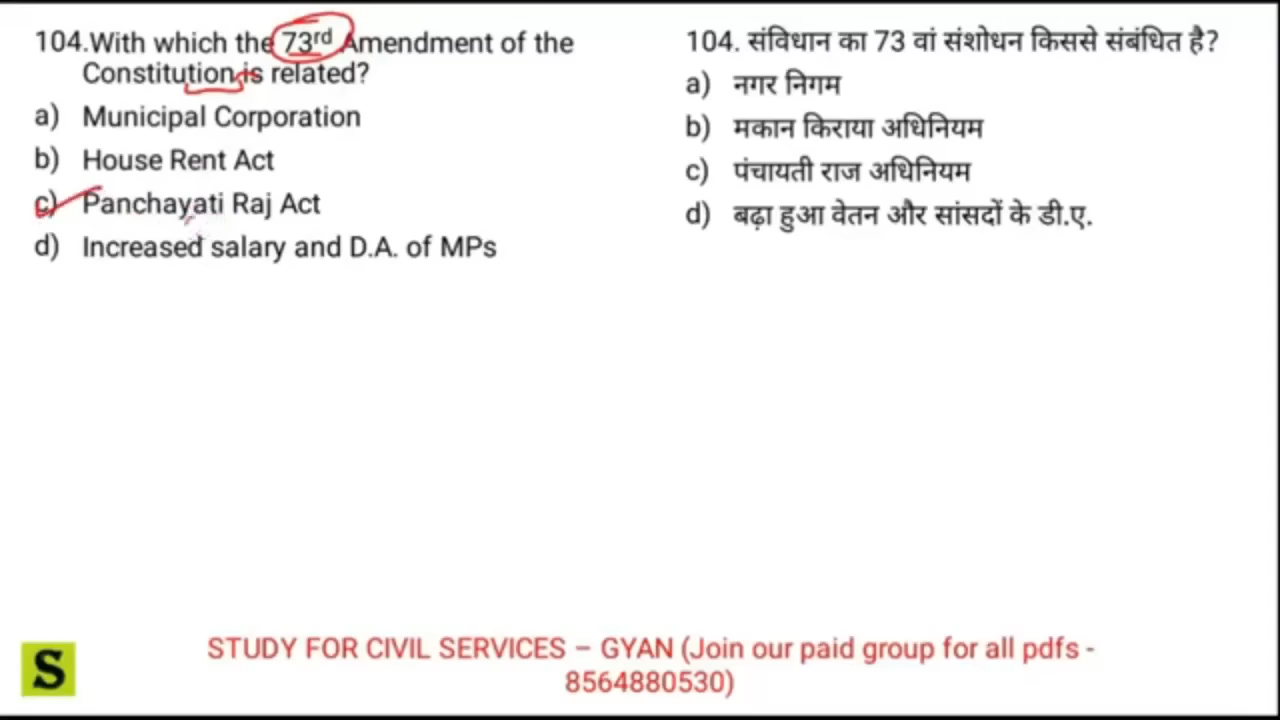 104.With which the 73rd Amendment of the
Constitution is related?
a) Municipal Corporation
b) House Rent Act
c) Panchayati Raj Act
d) Increased salary and D.A. of MPs
104. संविधान का 73 वां संशोधन किससे संबंधित है?
a) नगर निगम
b) मकान किराया अधिनियम
c) पंचायती राज अधिनियम
d) बढ़ा हुआ वेतन और सांसदों के डी.ए.
S
STUDY FOR CIVIL SERVICES – GYAN (Join our paid group for all pdfs -
8564880530)